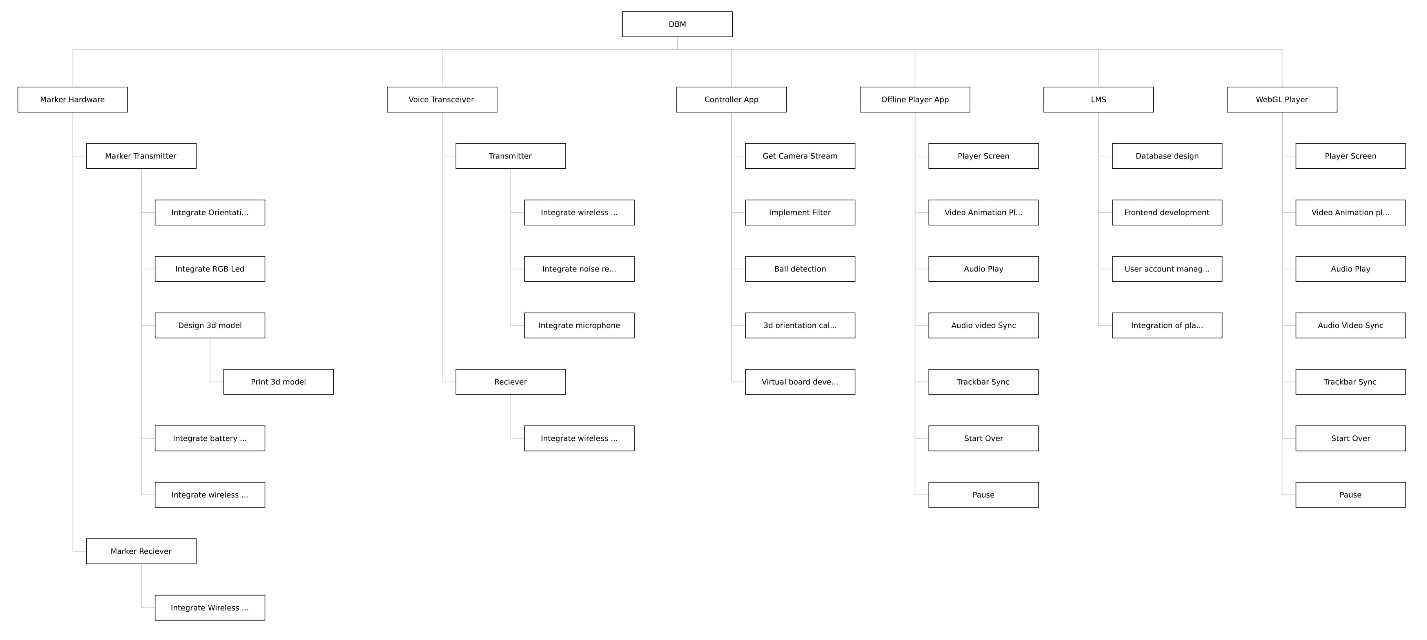 DBM
Marker Hardware
Voice Transceiver
Controller App
Offline Player App
LMS
WebGL Player
Marker Transmitter
Transmitter
Get Camera Stream
Player Screen
Database design
Player Screen
Integrate Orientati...
Integrate wireless ...
Implement Filter
Video Animation Pl...
Frontend development
Video Animation pl...
Integrate RGB Led
Integrate noise re...
Ball detection
Audio Play
User account manag...
Audio Play
Design 3d model
Integrate microphone
3d orientation cal...
Audio video Sync
Integration of pla...
Audio Video Sync
Print 3d model
Reciever
Virtual board deve...
Trackbar Sync
Trackbar Sync
Integrate battery ...
Integrate wireless ...
Start Over
Start Over
Integrate wireless ...
Pause
Pause
Marker Reciever
Integrate Wireless ...